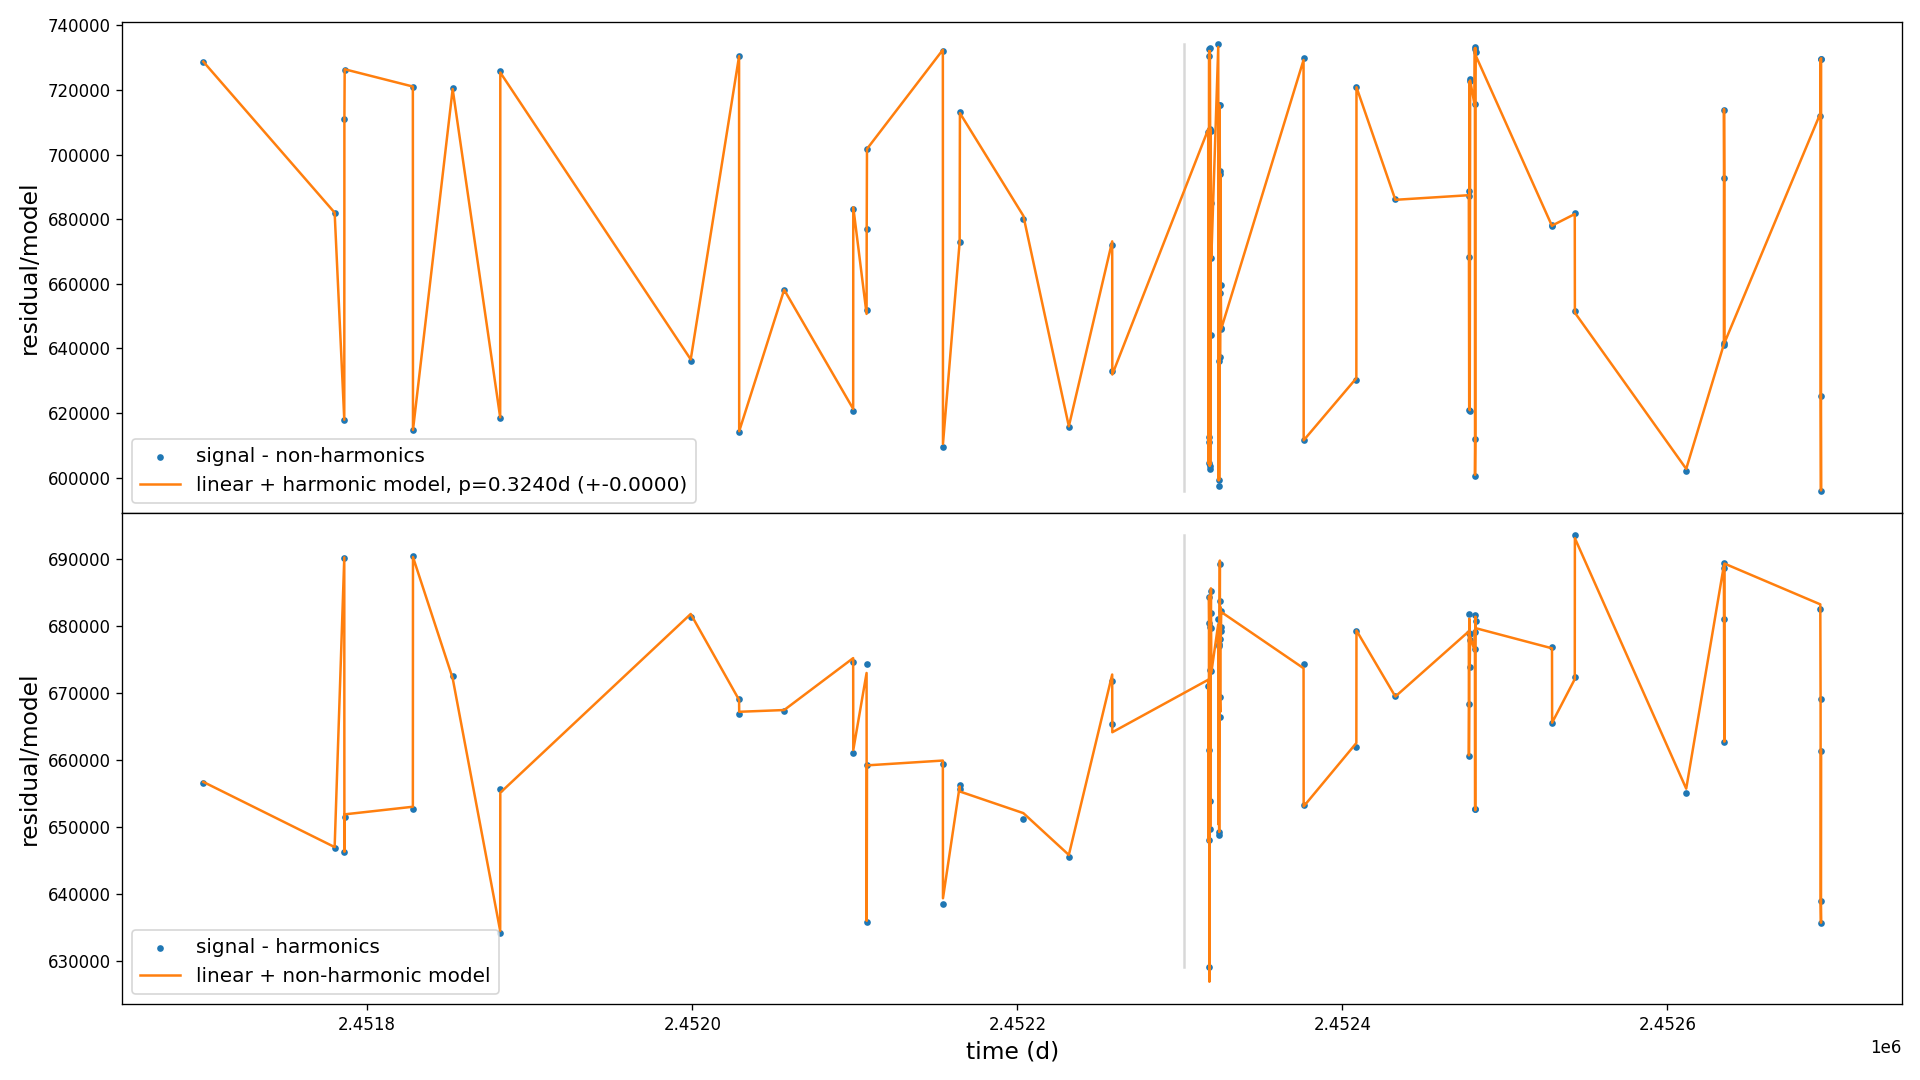 740000
720000
700000
680000
660000
640000
620000
600000
residual/model
signal - non-harmonics
linear + harmonic model, p=0.3240d (+-0.0000)
690000
680000
670000
660000
650000
640000
630000
residual/model
signal - harmonics
linear + non-harmonic model
2.4518
2.4520
2.4522
2.4524
2.4526
1e6
time (d)